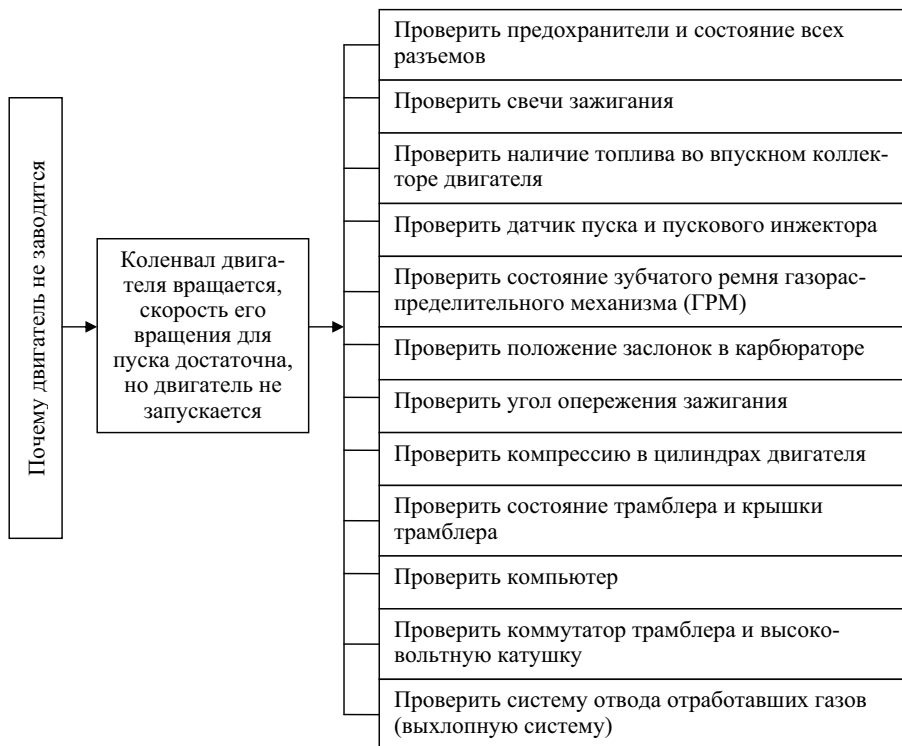 Почему двигатель не заводится
Коленвал двига-
теля вращается,
скорость его
вращения для
пуска достаточна,
но двигатель не
запускается
Проверить предохранители и состояние всех
разъемов
Проверить свечи зажигания
Проверить наличие топлива во впускном коллек-
торе двигателя
Проверить датчик пуска и пускового инжектора
Проверить состояние зубчатого ремня газорас-
пределительного механизма (ГРМ)
Проверить положение заслонок в карбюраторе
Проверить угол опережения зажигания
Проверить компрессию в цилиндрах двигателя
Проверить состояние трамблера и крышки
трамблера
Проверить компьютер
Проверить коммутатор трамблера и высоко-
вольтную катушку
Проверить систему отвода отработавших газов
(выхлопную систему)